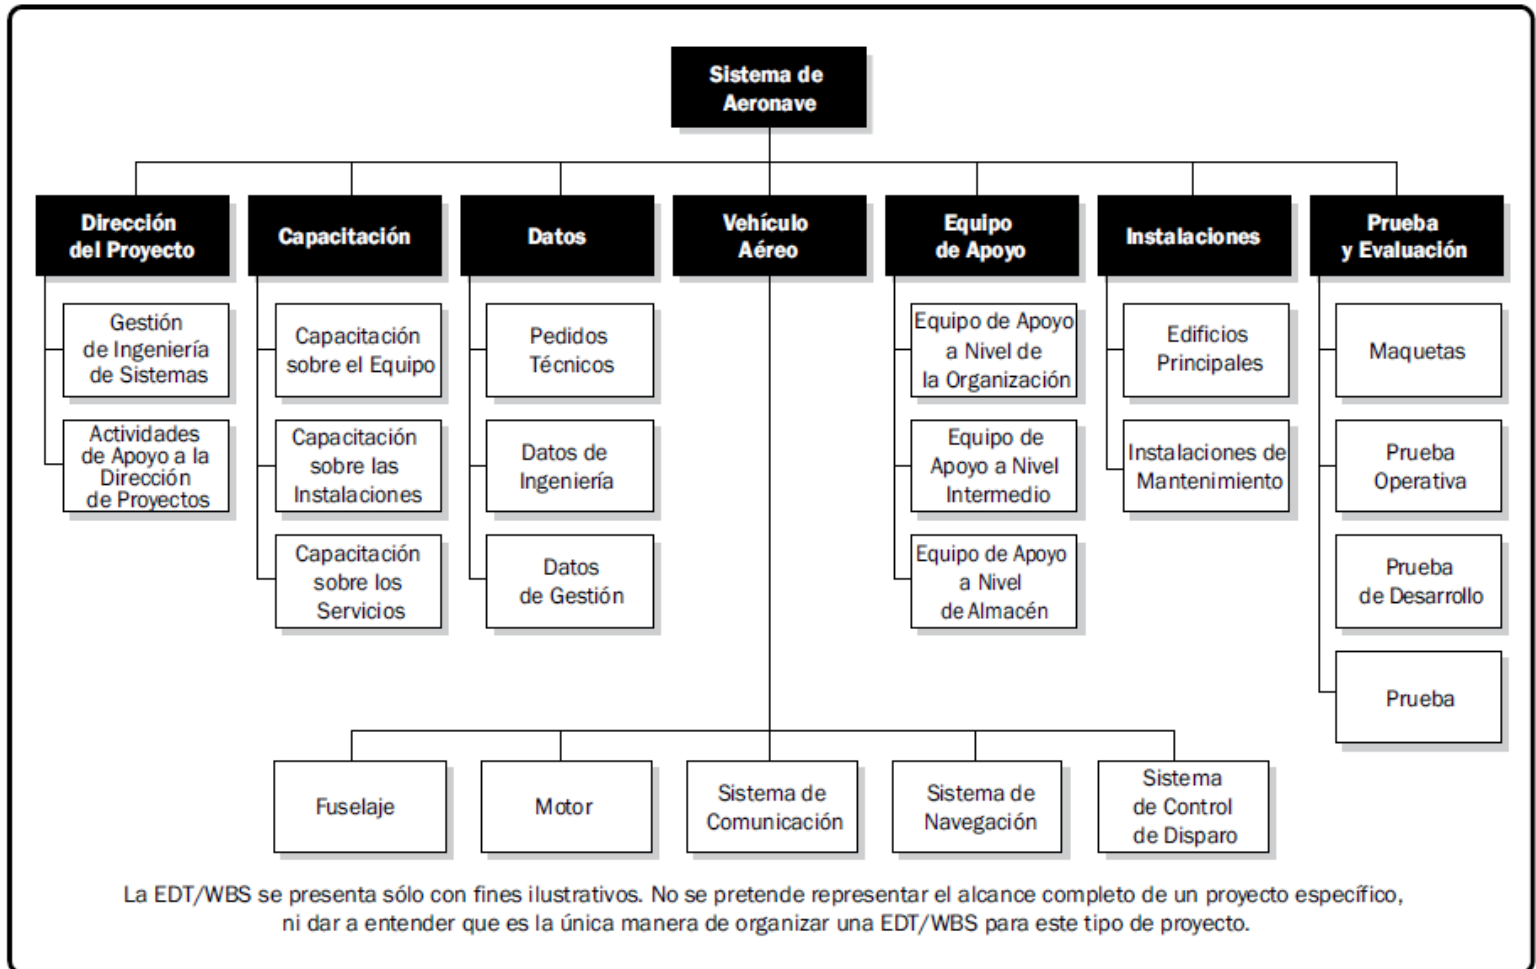 Sistema de
Aeronave
Dirección
del Proyecto
Capacitación
Datos
Vehículo
Aéreo
Equipo
de Apoyo
Instalaciones
Prueba
y Evaluación
Gestión
de Ingeniería
de Sistemas
Actividades
de Apoyo a la
Dirección
de Proyectos
Capacitación
sobre el Equipo
Capacitación
sobre las
Instalaciones
Capacitación
sobre los
Servicios
Pedidos
Técnicos
Datos de
Ingeniería
Datos
de Gestión
Equipo de Apoyo
a Nivel de
la Organización
Equipo de
Apoyo a Nivel
Intermedio
Equipo de Apoyo
a Nivel
de Almacén
Edificios
Principales
Instalaciones de
Mantenimiento
Maquetas
Prueba
Operativa
Prueba
de Desarrollo
Prueba
Fuselaje
Motor
Sistema de
Comunicación
Sistema de
Navegación
Sistema
de Control
de Disparo
La EDT/WBS se presenta sólo con fines ilustrativos. No se pretende representar el alcance completo de un proyecto específico,
ni dar a entender que es la única manera de organizar una EDT/WBS para este tipo de proyecto.